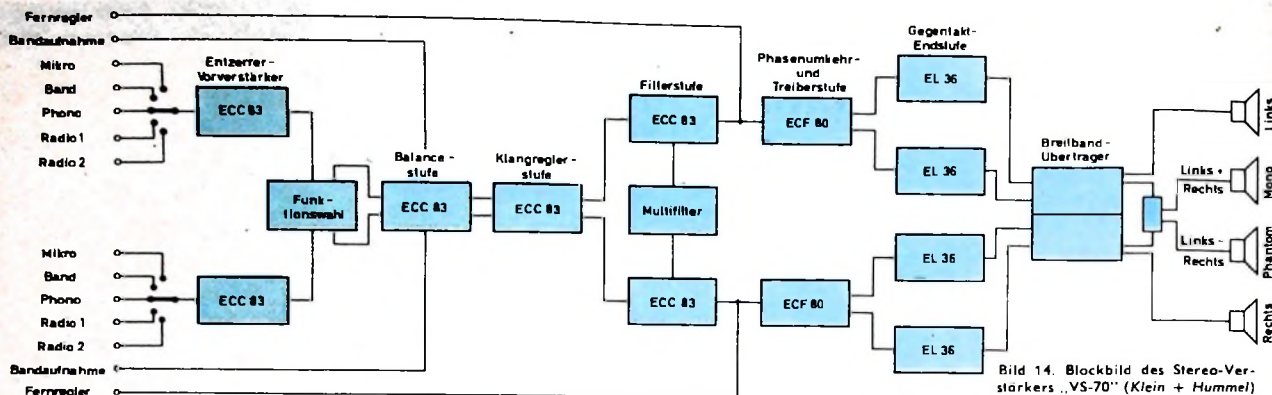 Fernregler
Bandaufnahme
Mikro
Band
Phono
Radio 1
Radio 2
Entzerrer-
Vorverstärker
ECC 83
Funk-
tionswahl
Mikro
Band
Phono
Radio 1
Radio 2
ECC 83
Bandaufnahme
Fernregler
Balance-
stufe
ECC 83
Klangregler-
stufe
ECC 83
Filterstufe
ECC 83
Multifilter
ECC 83
Phasenumkehr-
und
Treiberstufe
ECF 80
ECF 80
Gegentakt-
Endstufe
EL 36
EL 36
EL 36
EL 36
Breitband-
Übertrager
Links +
Rechts
Links -
Rechts
Links
Mono
Phantom
Rechts
Bild 14. Blockbild des Stereo-Ver-
stärkers „VS-70" (Klein + Hummel)